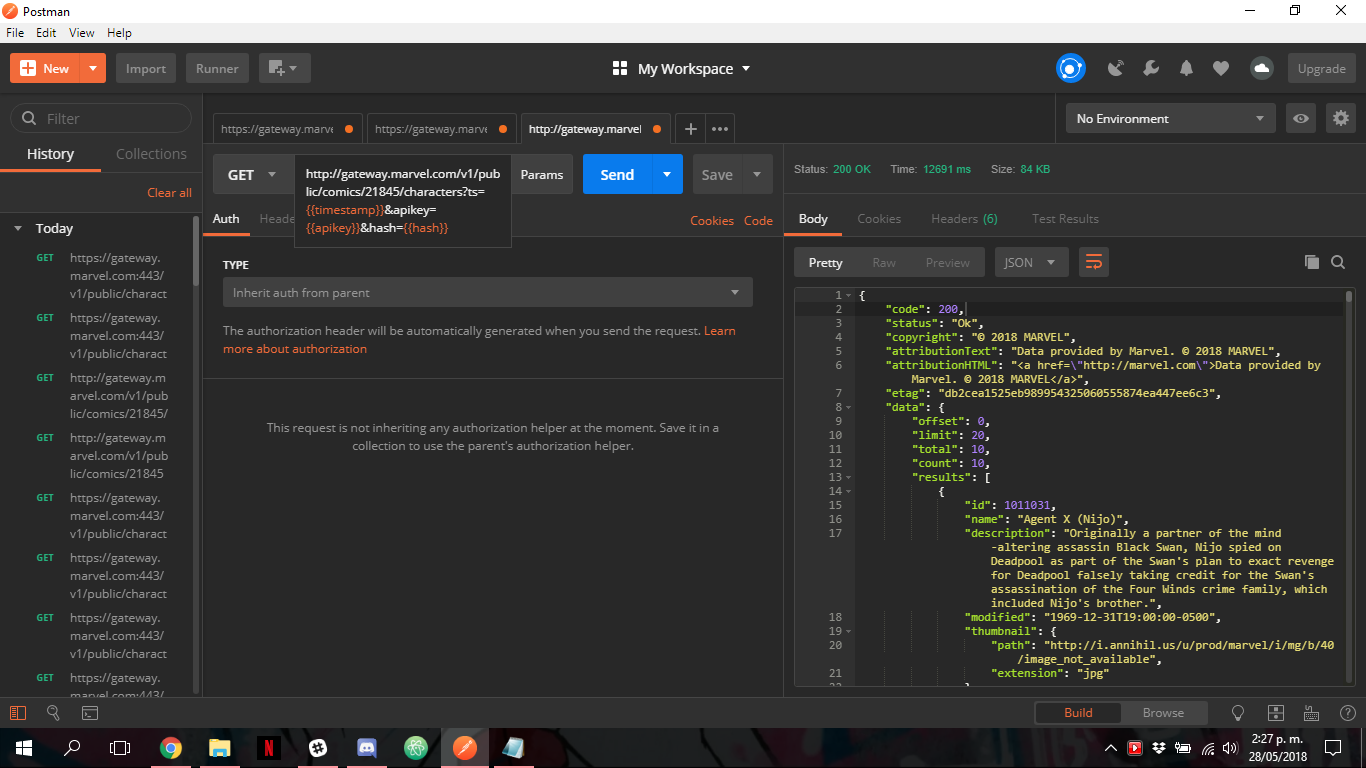 Postman
File Edit View Help
New
Import
Runner
My Workspace
Upgrade
Filter
History
Collections
Clear all
Today
GET https://gateway.
marvel.com:443/
v1/public/charact
GET https://gateway.
marvel.com:443/
v1/public/charact
GET http://gateway.m
arvel.com/v1/pub
lic/comics/21845/
GET http://gateway.m
arvel.com/v1/pub
lic/comics/21845
GET https://gateway.
marvel.com:443/
v1/public/charact
GET https://gateway.
marvel.com:443/
v1/public/charact
GET https://gateway.
marvel.com:443/
v1/public/charact
GET https://gateway.
marvel.com:443/
https://gateway.marve
https://gateway.marve
http://gateway.marvel
No Environment
GET
http://gateway.marvel.com/v1/pub
lic/comics/21845/characters?ts=
{{timestamp}}&apikey=
{{apikey}}&hash={{hash}}
Params
Send
Save
Auth
Heade
Cookies Code
TYPE
Inherit auth from parent
The authorization header will be automatically generated when you send the request. Learn
more about authorization
This request is not inheriting any authorization helper at the moment. Save it in a
collection to use the parent's authorization helper.
Status: 200 OK Time: 12691 ms Size: 84 KB
Body Cookies Headers (6) Test Results
Pretty Raw Preview JSON
1 {
2 "code": 200,
3 "status": "Ok",
4 "copyright": "© 2018 MARVEL",
5 "attributionText": "Data provided by Marvel. © 2018 MARVEL",
6 "attributionHTML": "<a href=\"http://marvel.com\">Data provided by
Marvel. © 2018 MARVEL</a>",
7 "etag": "db2cea1525eb989954325060555874ea447ee6c3",
8 "data": {
9 "offset": 0,
10 "limit": 20,
11 "total": 10,
12 "count": 10,
13 "results": [
14 {
15 "id": 1011031,
16 "name": "Agent X (Nijo)",
17 "description": "Originally a partner of the mind
-altering assassin Black Swan, Nijo spied on
Deadpool as part of the Swan's plan to exact revenge
for Deadpool falsely taking credit for the Swan's
assassination of the Four Winds crime family, which
included Nijo's brother.",
18 "modified": "1969-12-31T19:00:00-0500",
19 "thumbnail": {
20 "path": "http://i.annihil.us/u/prod/marvel/i/mg/b/40
/image_not_available",
21 "extension": "jpg"
Build Browse
2:27 p. m.
28/05/2018